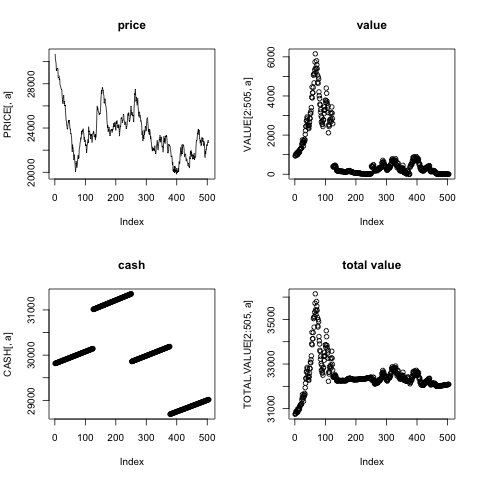 price
PRICE[, a]
20000 24000 28000
0 100 200 300 400 500
Index
value
VALUE[2:505, a]
0 2000 4000 6000
0 100 200 300 400 500
Index
cash
CASH[, a]
29000 30000 31000
0 100 200 300 400 500
Index
total value
TOTAL.VALUE[2:505, a]
31000 33000 35000
0 100 200 300 400 500
Index